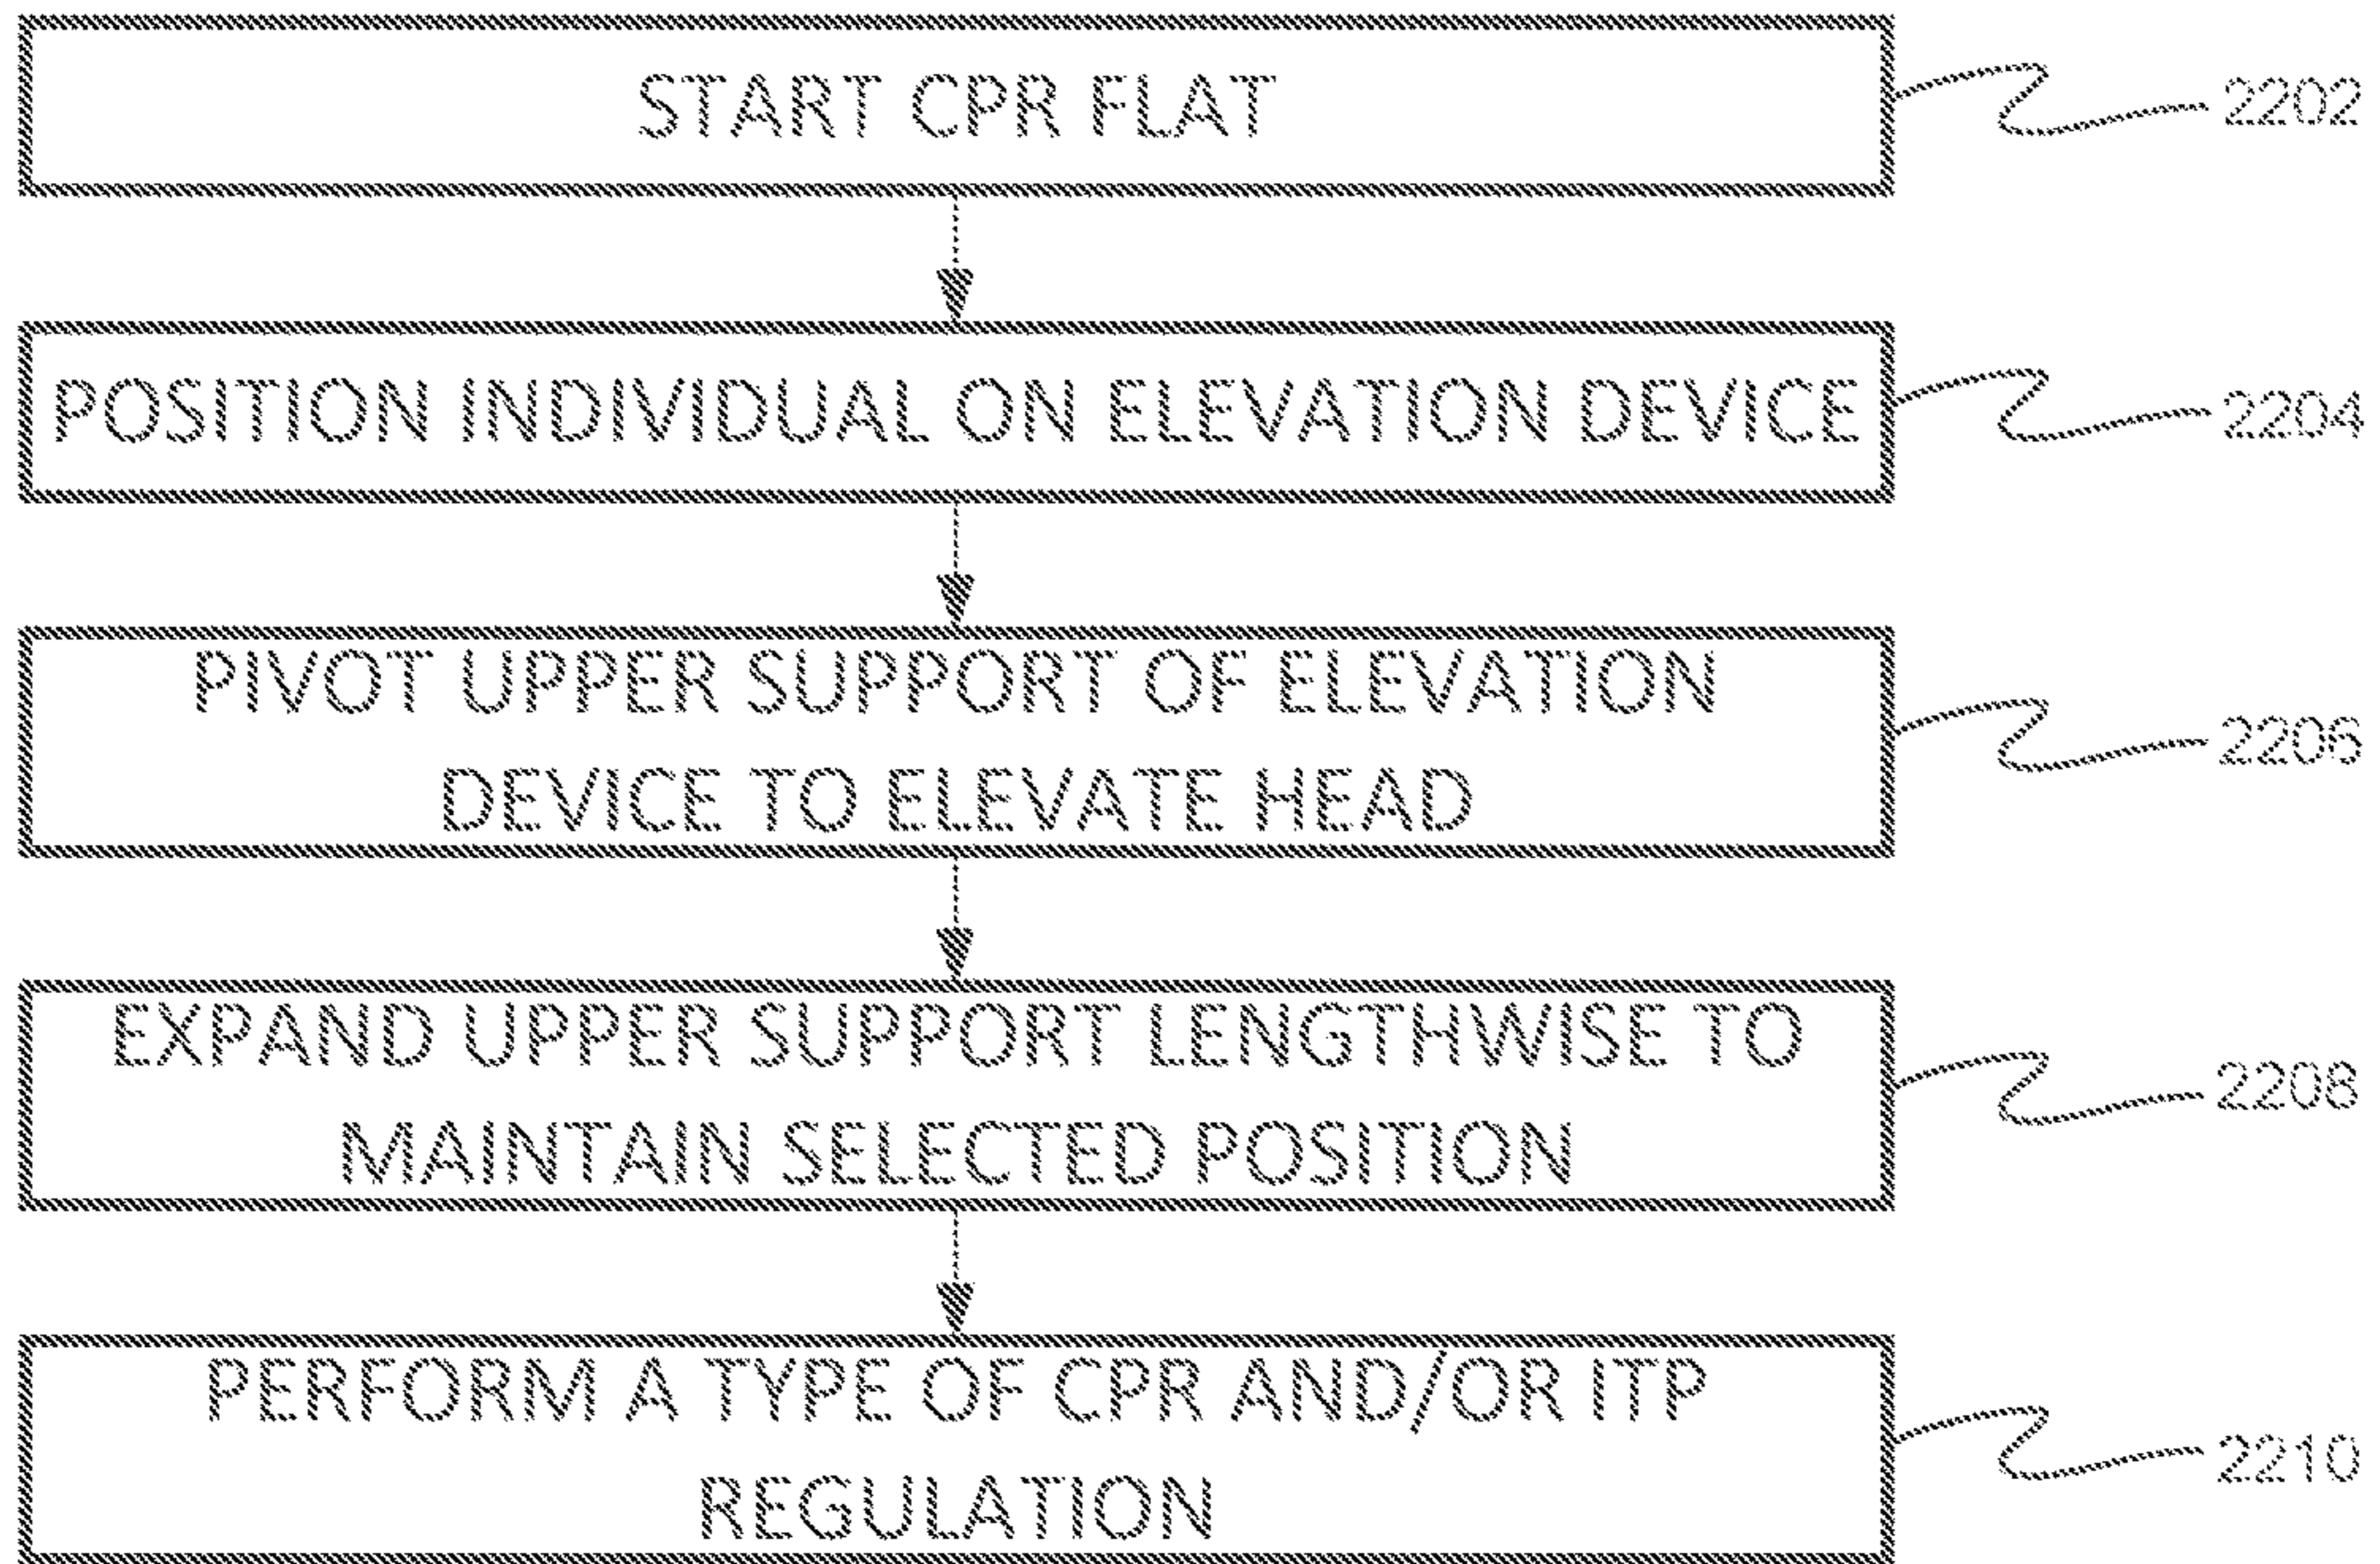 START CPR FLAT
2202
POSITION INDIVIDUAL ON ELEVATION DEVICE
2204
PIVOT UPPER SUPPORT OF ELEVATION
DEVICE TO ELEVATE HEAD
2206
EXPAND UPPER SUPPORT LENGTHWISE TO
MAINTAIN SELECTED POSITION
2208
PERFORM A TYPE OF CPR AND/OR ITP
REGULATION
2210